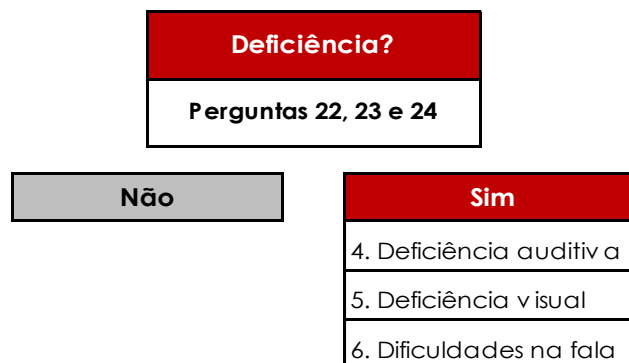 Deficiência?
Perguntas 22, 23 e 24
Não
Sim
4. Deficiência auditiva
5. Deficiência visual
6. Dificuldades na fala